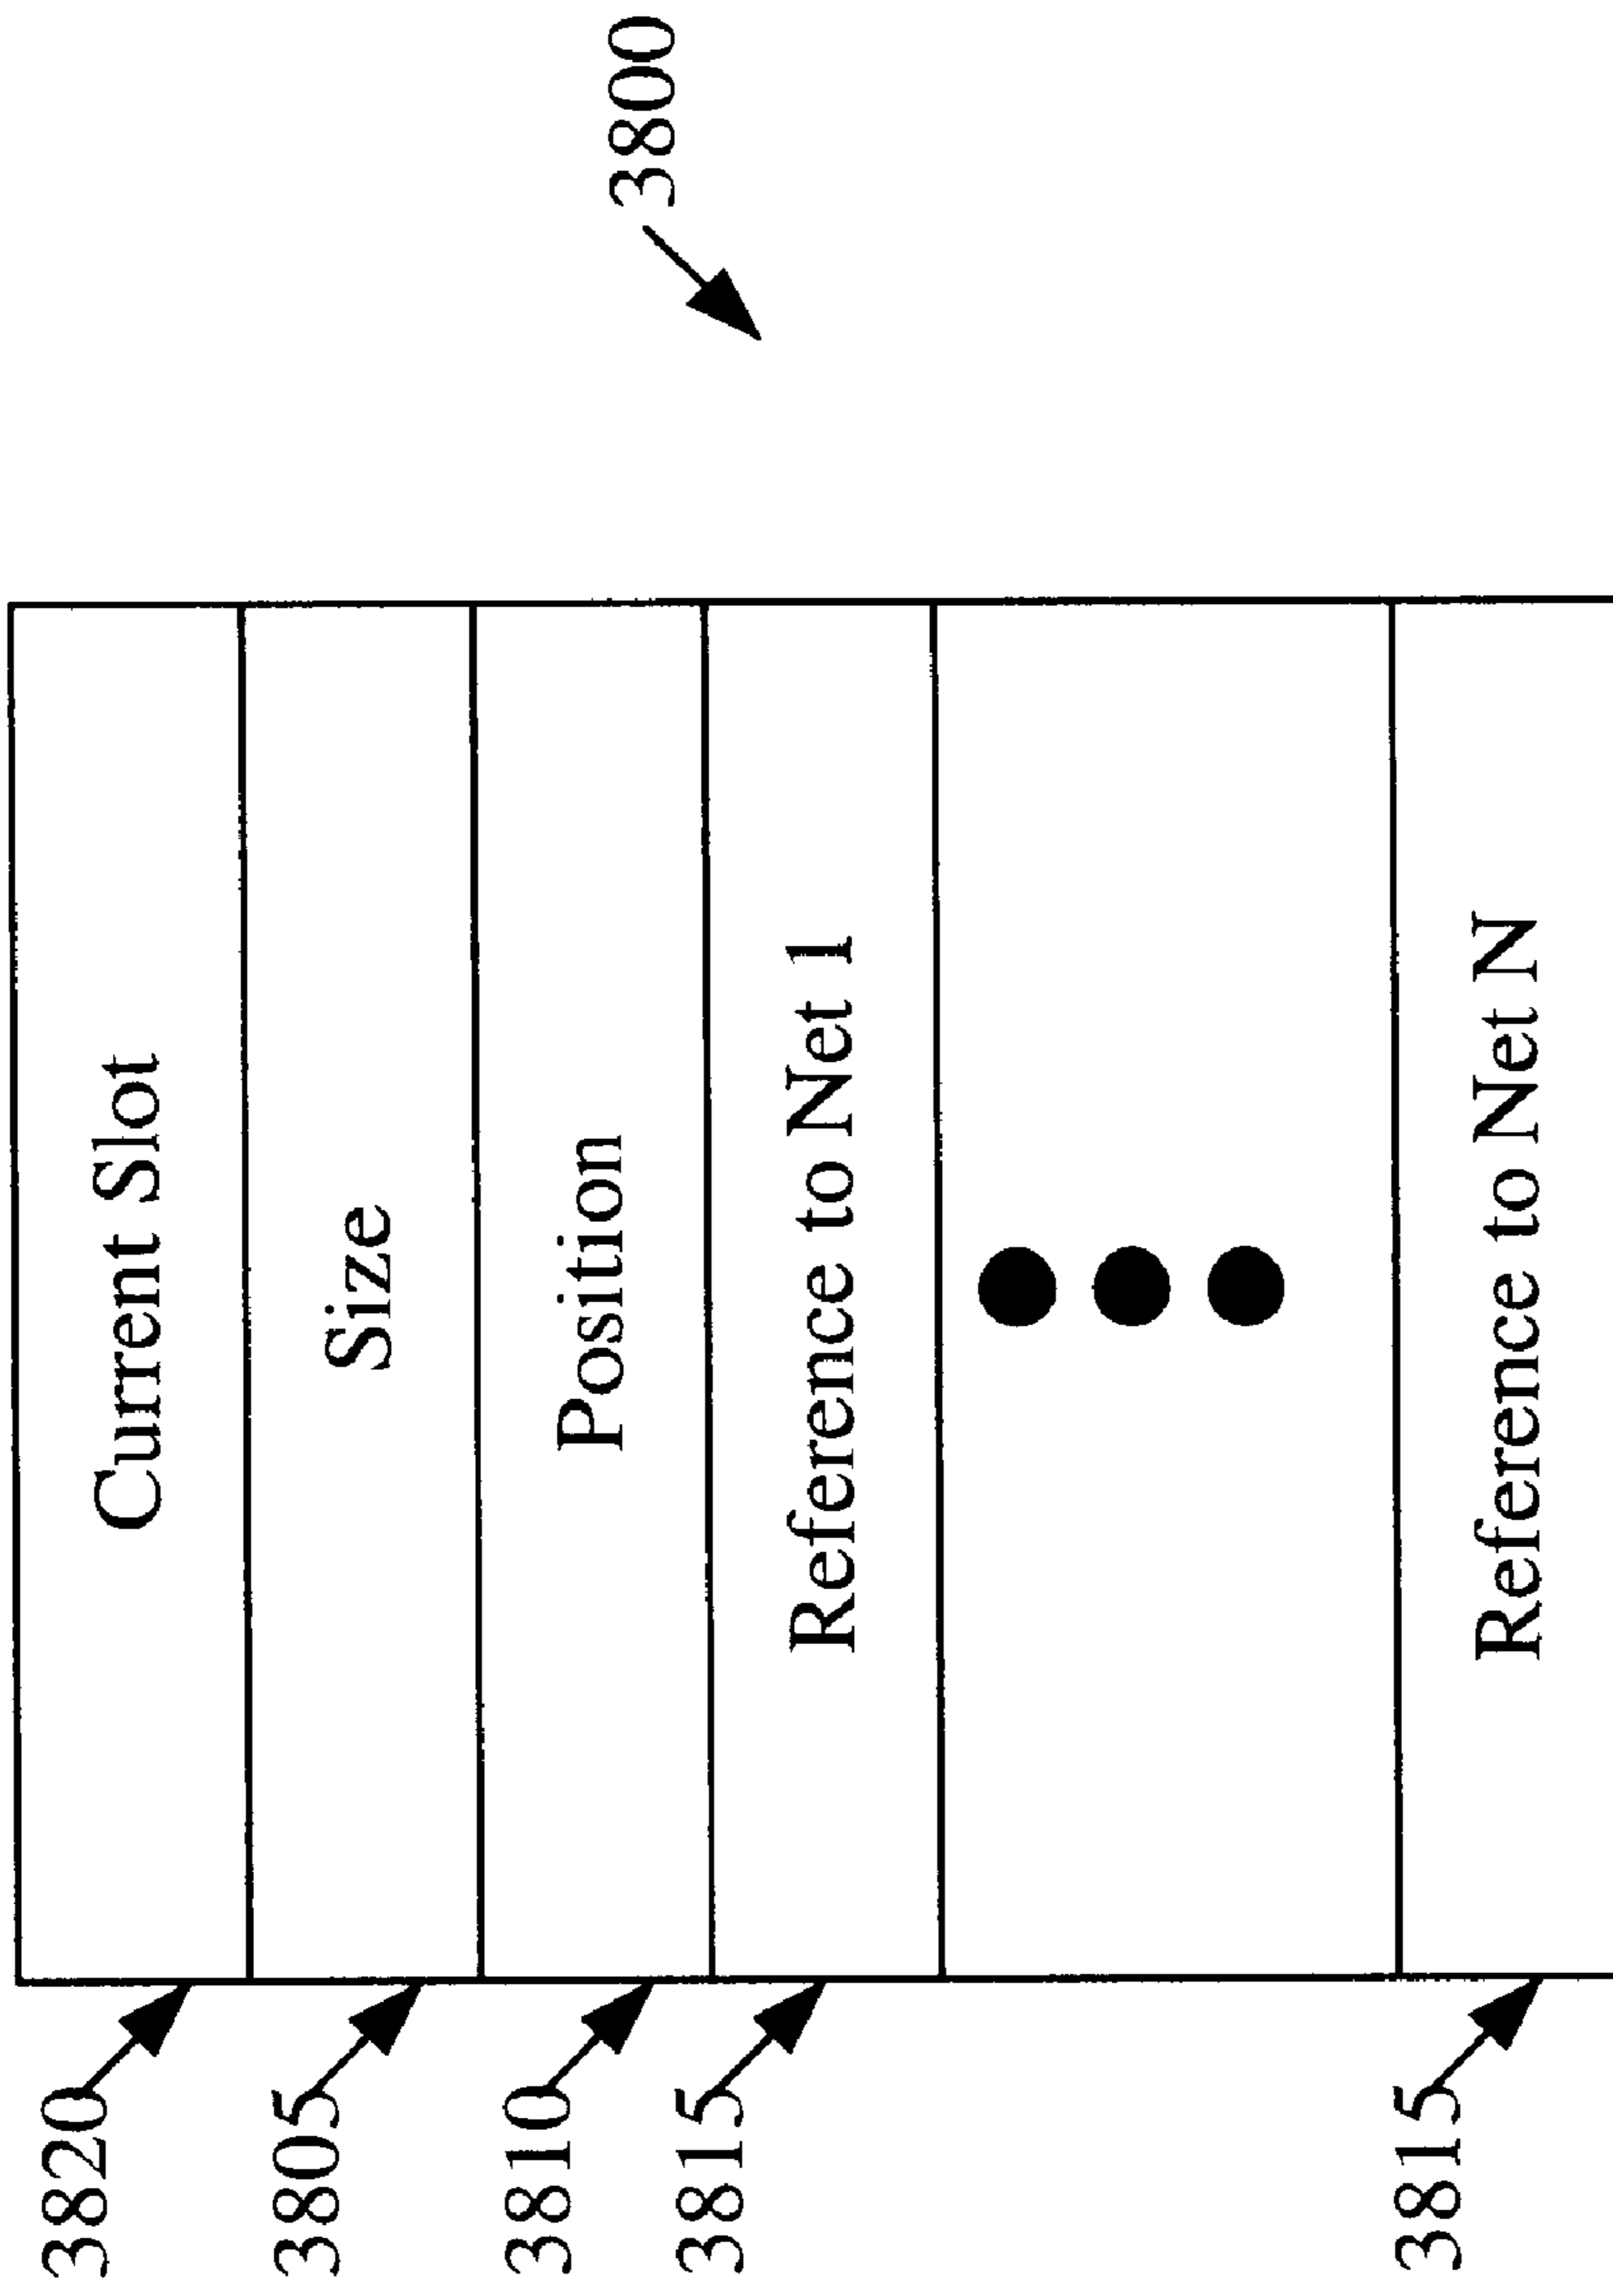 3800
3820
Current Slot
3805
Size
3810
Position
3815
Reference to Net 1
3815
Reference to Net N